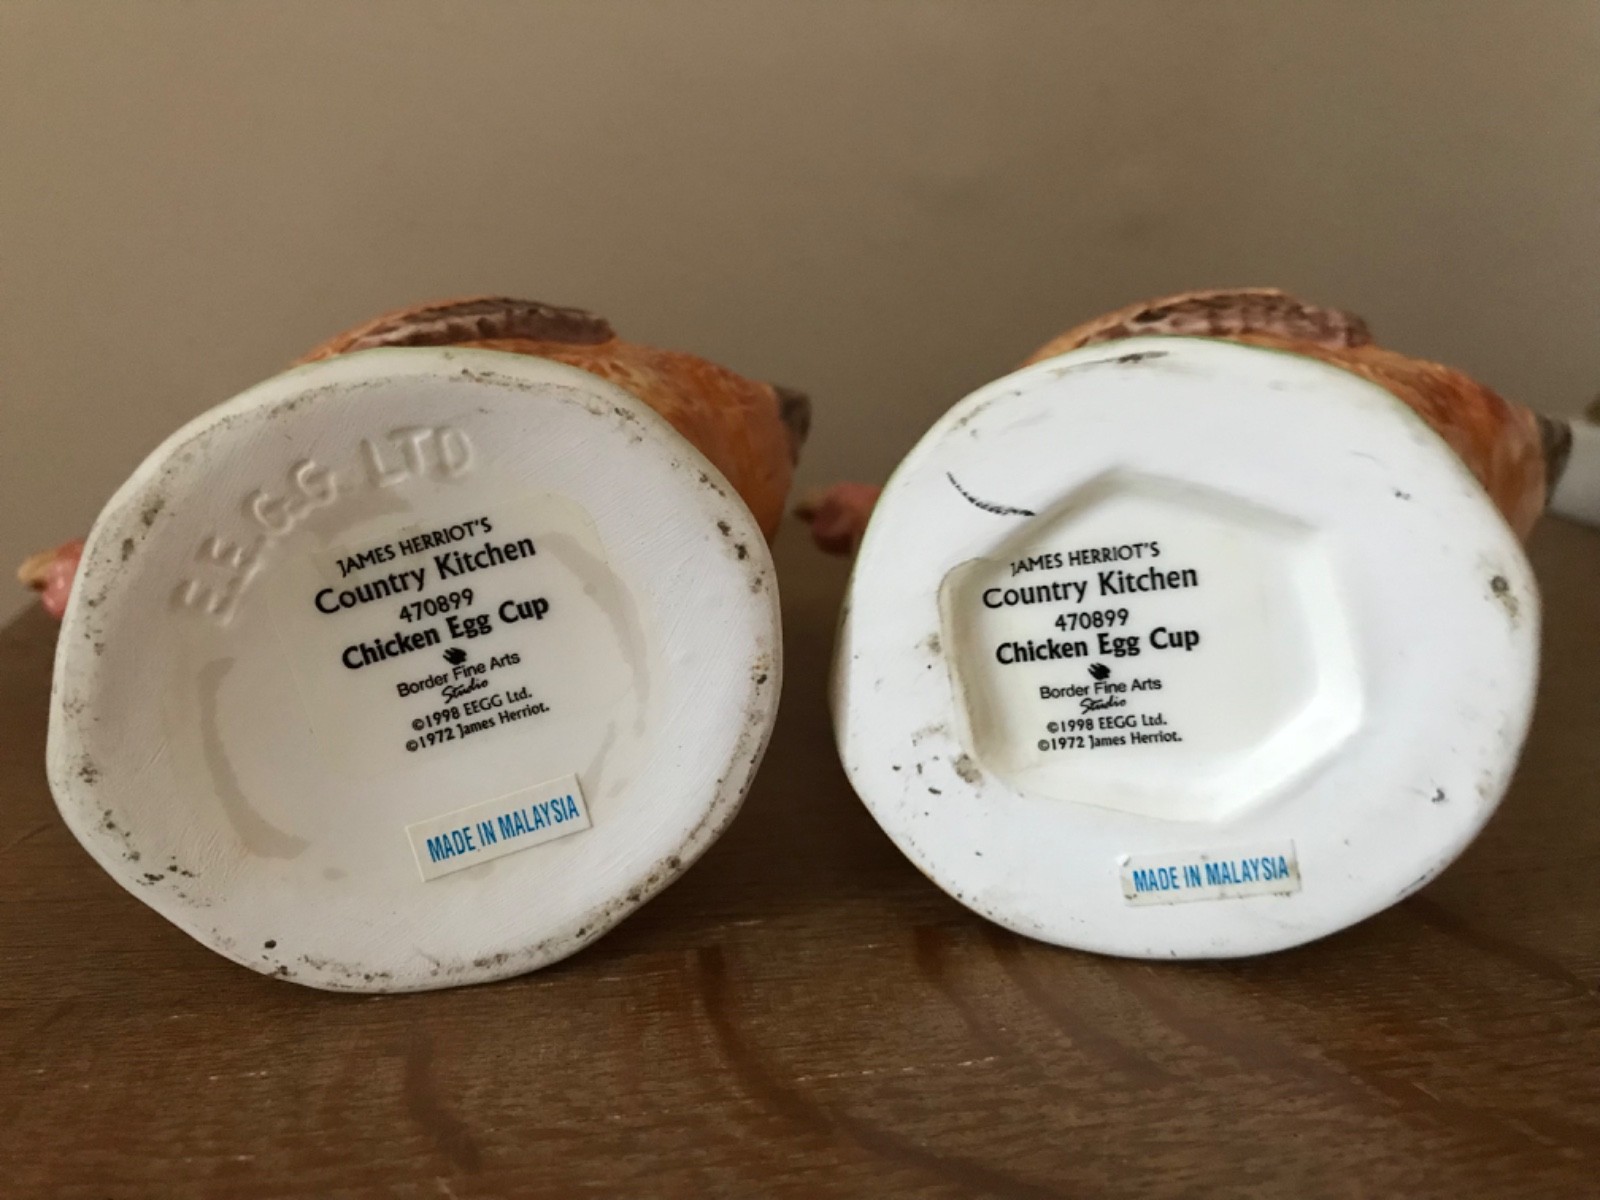 E.E.G.G. LTD
JAMES HERRIOT'S
Country Kitchen
470899
Chicken Egg Cup
Border Fine Arts
Studio
©1998 EEGG Ltd.
©1972 James Herriot.
MADE IN MALAYSIA
JAMES HERRIOT'S
Country Kitchen
470899
Chicken Egg Cup
Border Fine Arts
Studio
©1998 EEGG Ltd.
©1972 James Herriot.
MADE IN MALAYSIA